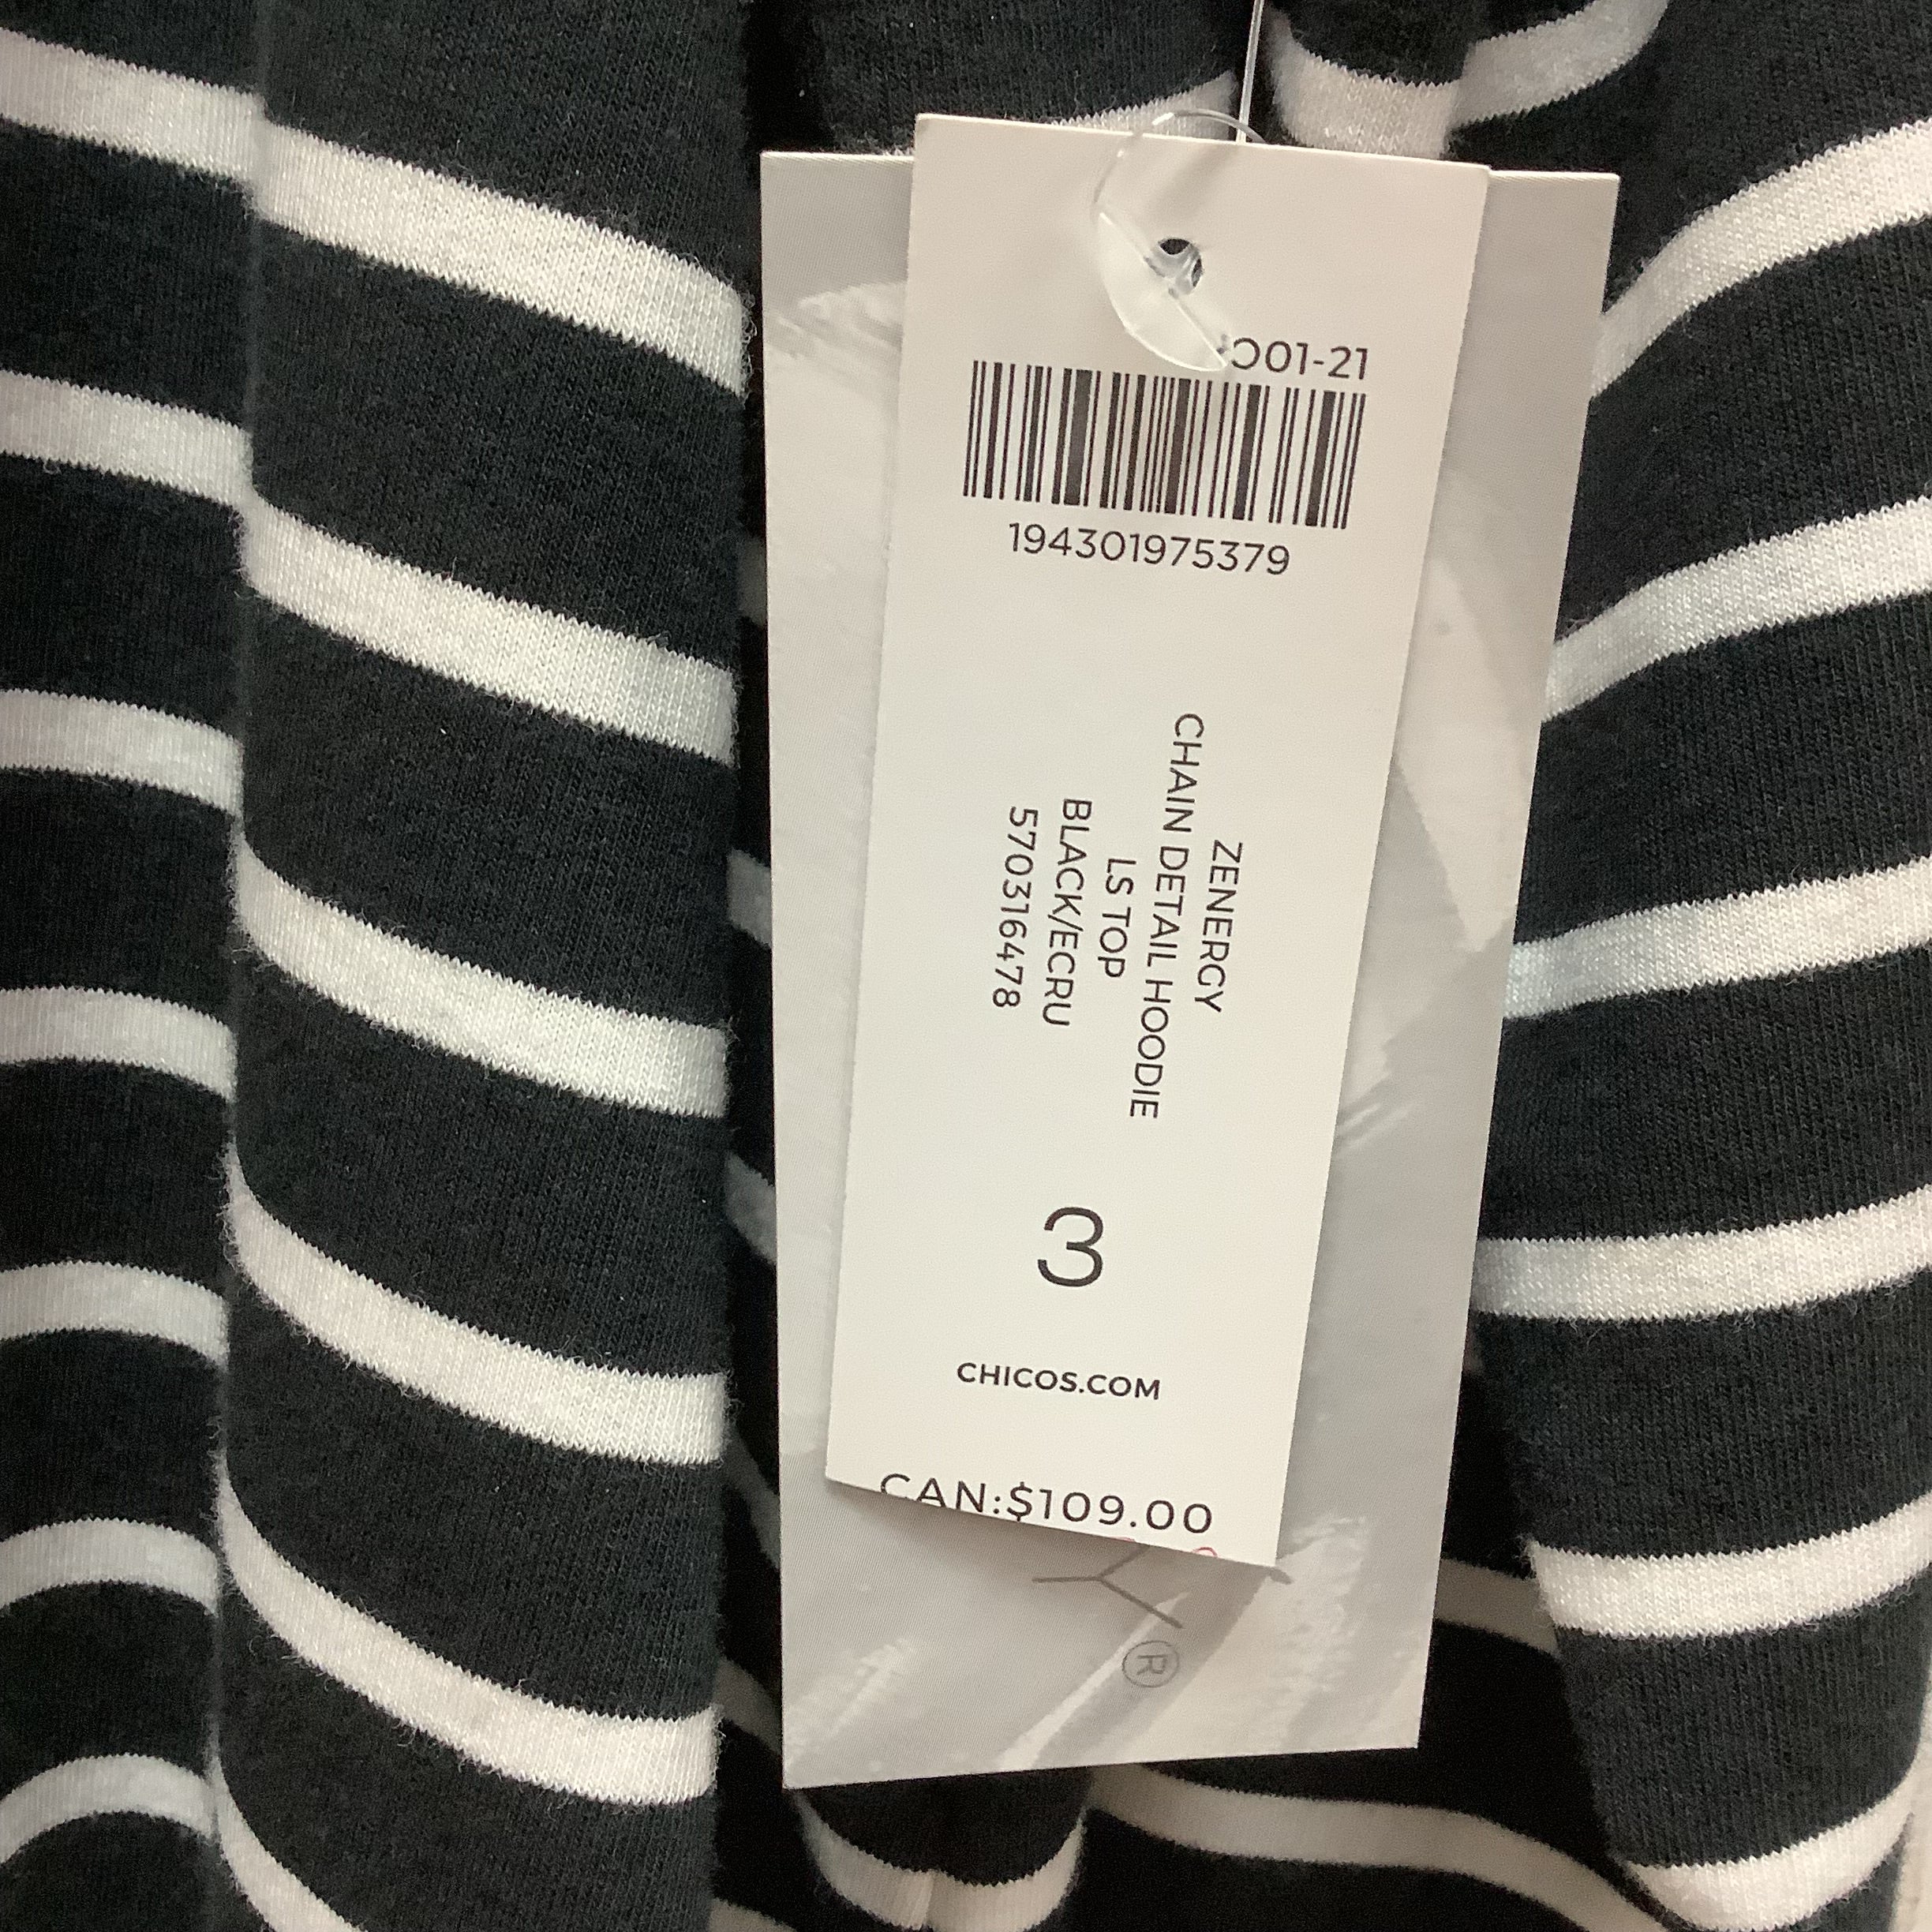 001-21
194301975379
ZENERGY
CHAIN DETAIL HOODIE
LS TOP
BLACK/ECRU
570316478
3
CHICOS.COM
CAN:$109.00
Y®